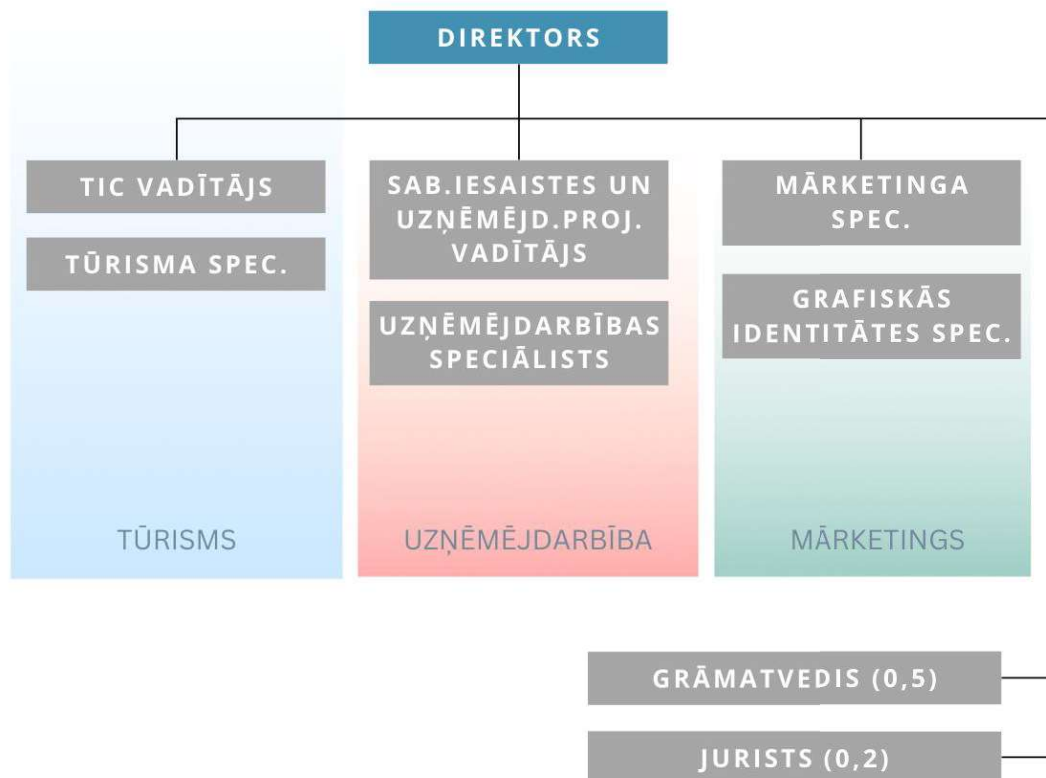 DIREKTORS
TIC VADĪTĀJS
TŪRISMA SPEC.
TŪRISMS
SAB.IESAISTES UN
UZŅĒMĒJD.PROJ.
VADĪTĀJS
UZŅĒMĒJDARBĪBAS
SPECIĀLISTS
UZŅĒMĒJDARBĪBA
MĀRKETINGA
SPEC.
GRAFISKĀS
IDENTITĀTES SPEC.
MĀRKETINGS
GRĀMATVEDIS (0,5)
JURISTS (0,2)